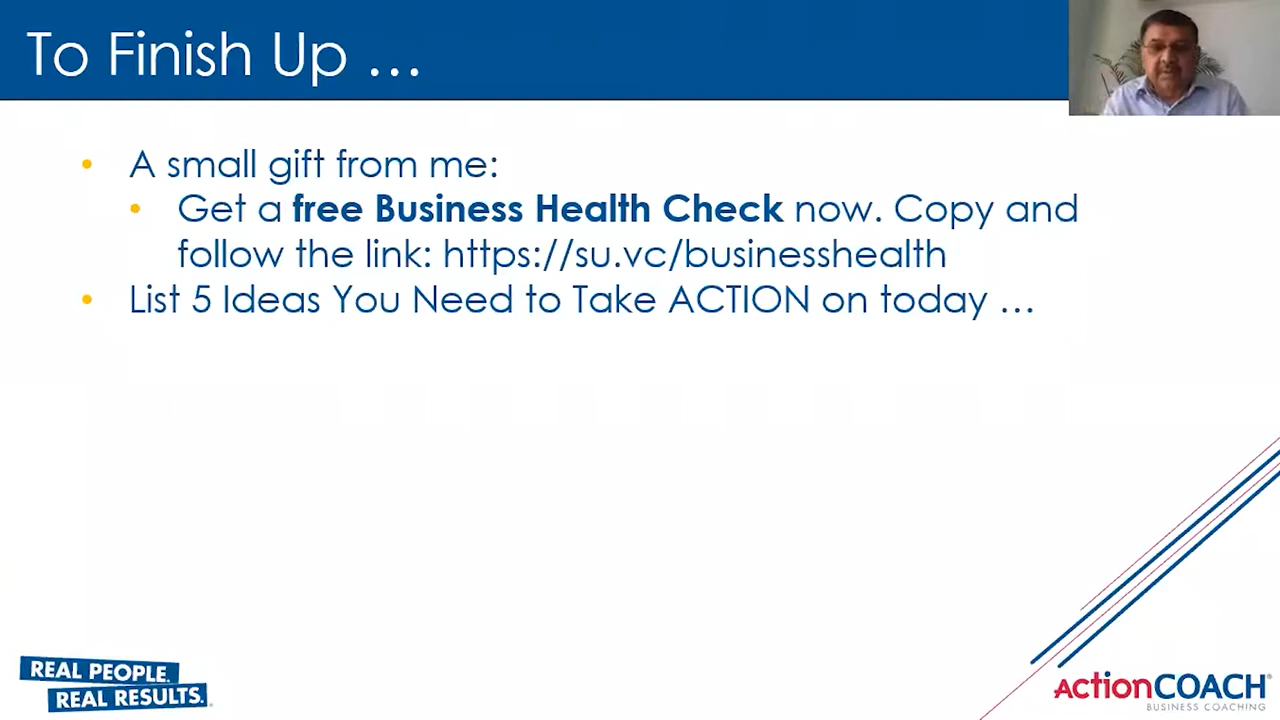 To Finish Up …
• A small gift from me:
• Get a free Business Health Check now. Copy and
follow the link: https://su.vc/businesshealth
• List 5 Ideas You Need to Take ACTION on today …
REAL PEOPLE.
REAL RESULTS.
ActionCOACH®
BUSINESS COACHING